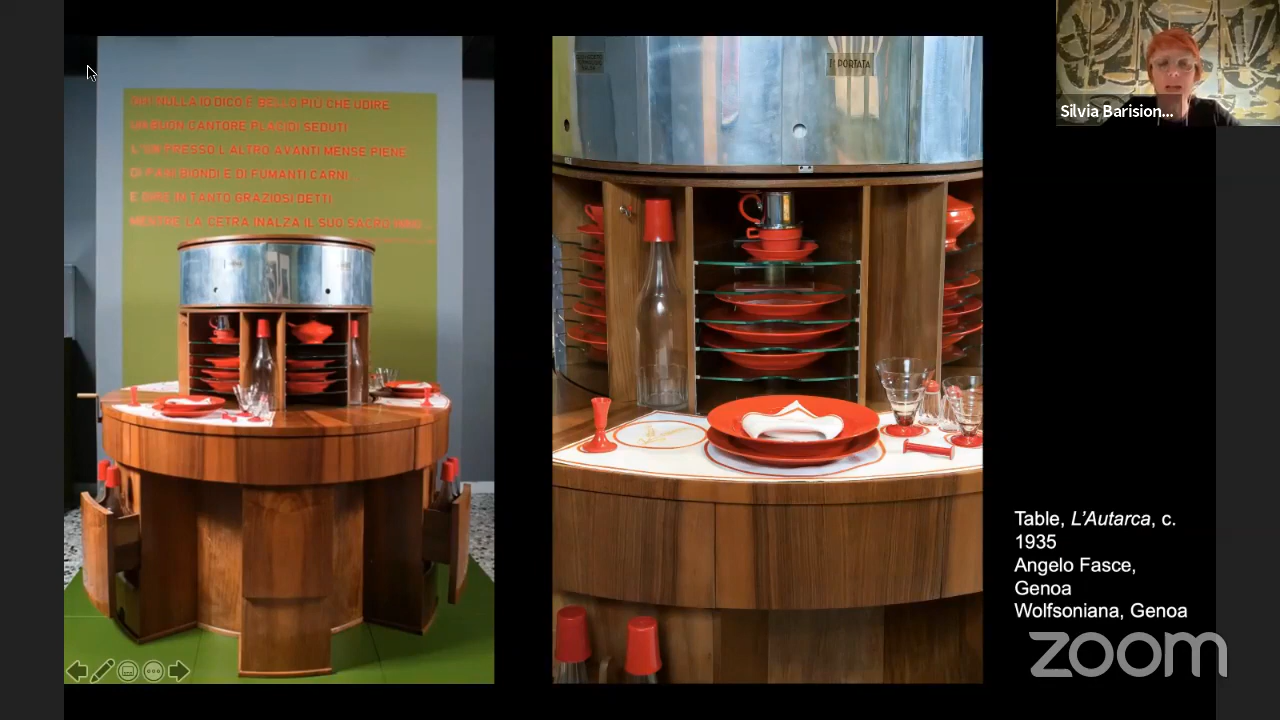 IO DICO È BELLO PIÙ CHE UDIRE
UN BUON CANTORE PLACIDI SEDUTI
L'UN PRESSO L'ALTRO AVANTI MENSE PIENE
DI PANI BIONDI E DI FUMANTI CARNI
E DIRE IN TANTO GRAZIOSI DETTI
MENTRE LA CETRA INALZA IL SUO SACRO INNO
1ª PORTATA
Silvia Barision...
Table, L'Autarca, c.
1935
Angelo Fasce,
Genoa
Wolfsoniana, Genoa
zoom